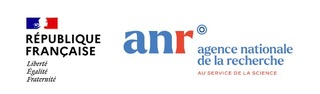 RÉPUBLIQUE
FRANÇAISE
Liberté
Égalité
Fraternité
anr
agence nationale
de la recherche
AU SERVICE DE LA SCIENCE